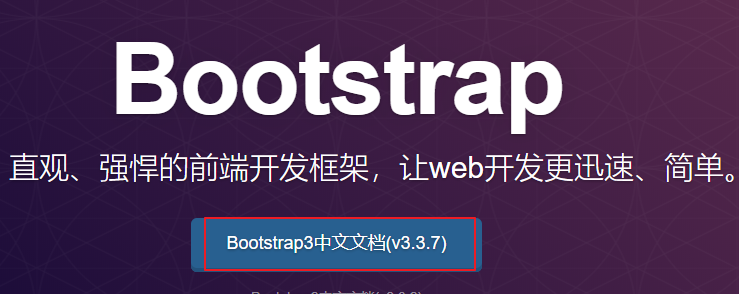 Bootstrap
直观、强悍的前端开发框架，让web开发更迅速、简单。
Bootstrap3中文文档(v3.3.7)